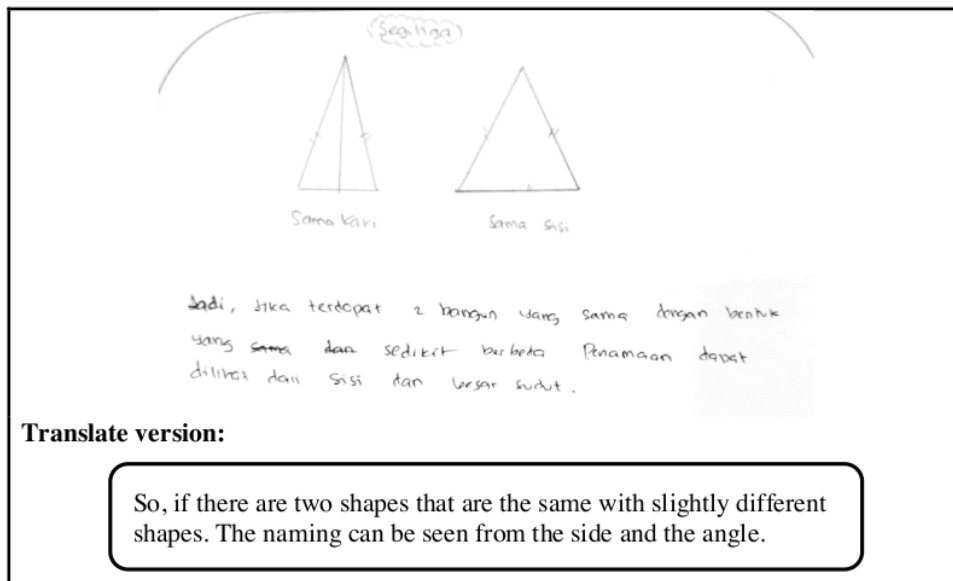 (Segitiga)
Sama kaki
Sama sisi
Jadi, Jika terdapat 2 bangun yang sama dengan bentuk
yang sama dan sedikit berbeda Penamaan dapat
dilihat dari sisi dan besar sudut.
Translate version:
So, if there are two shapes that are the same with slightly different
shapes. The naming can be seen from the side and the angle.